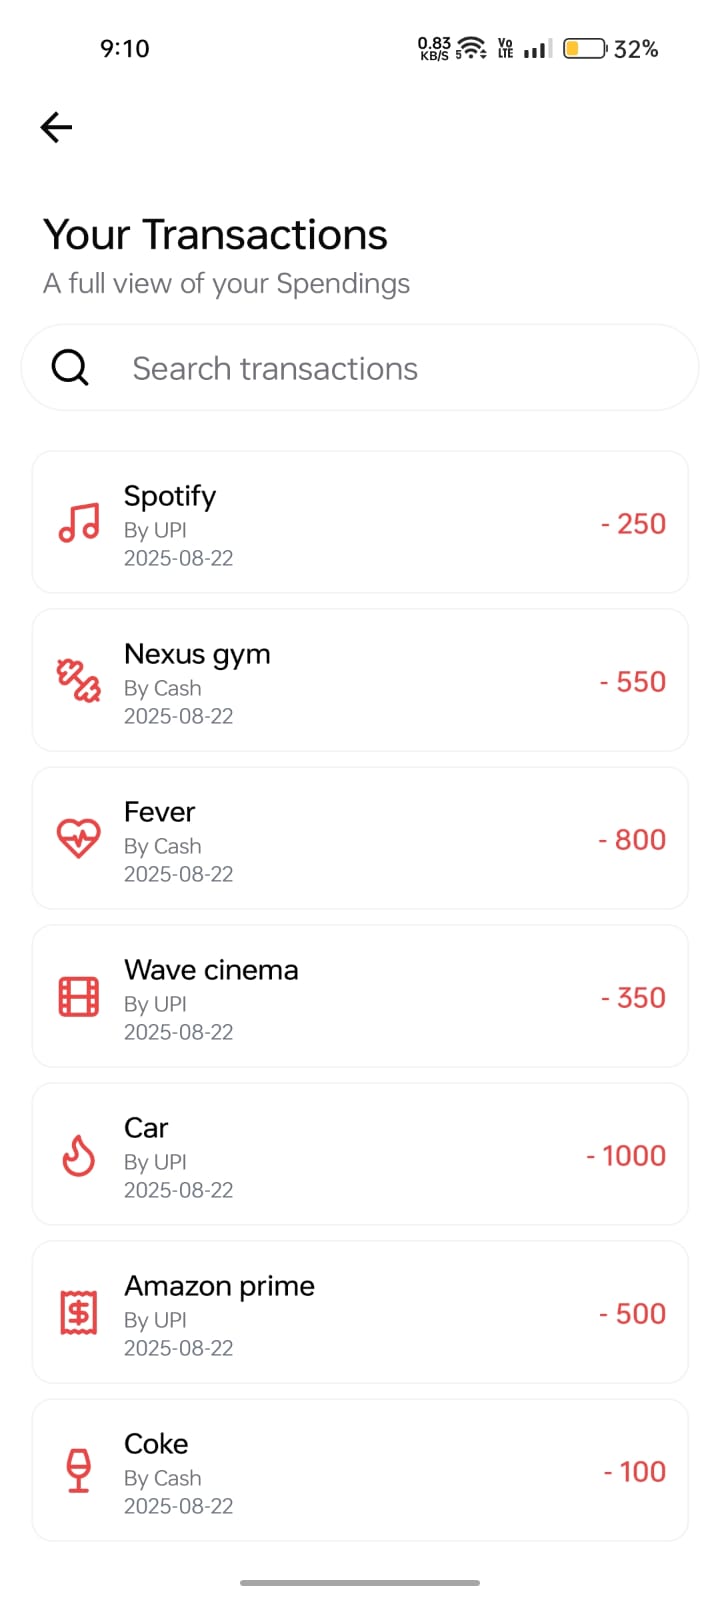 9:10
0.83 KB/S 5 Vo LTE 32%
Your Transactions
A full view of your Spendings
Search transactions
Spotify
By UPI
2025-08-22
- 250
Nexus gym
By Cash
2025-08-22
- 550
Fever
By Cash
2025-08-22
- 800
Wave cinema
By UPI
2025-08-22
- 350
Car
By UPI
2025-08-22
- 1000
Amazon prime
By UPI
2025-08-22
- 500
Coke
By Cash
2025-08-22
- 100